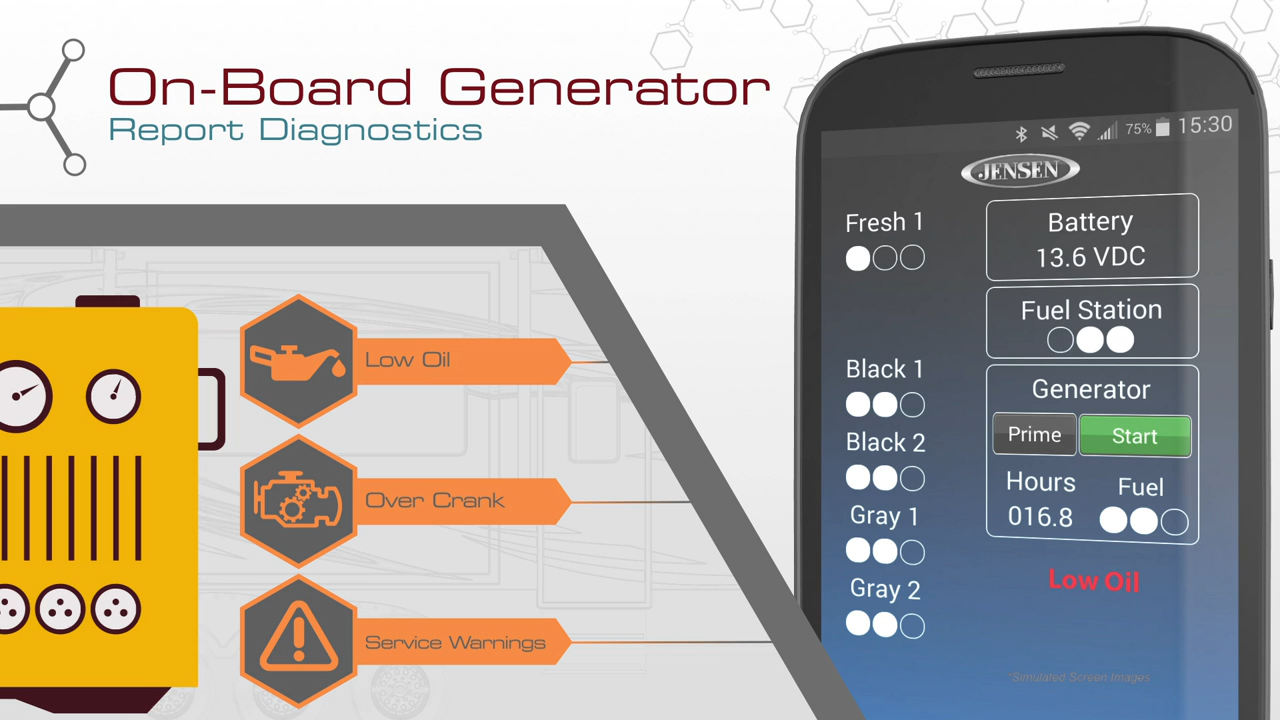 On-Board Generator
Report Diagnostics
Low Oil
Over Crank
Service Warnings
75% 15:30
JENSEN
Fresh 1
Black 1
Black 2
Gray 1
Gray 2
Battery
13.6 VDC
Fuel Station
Generator
Prime Start
Hours Fuel
016.8
Low Oil
*Simulated Screen Images